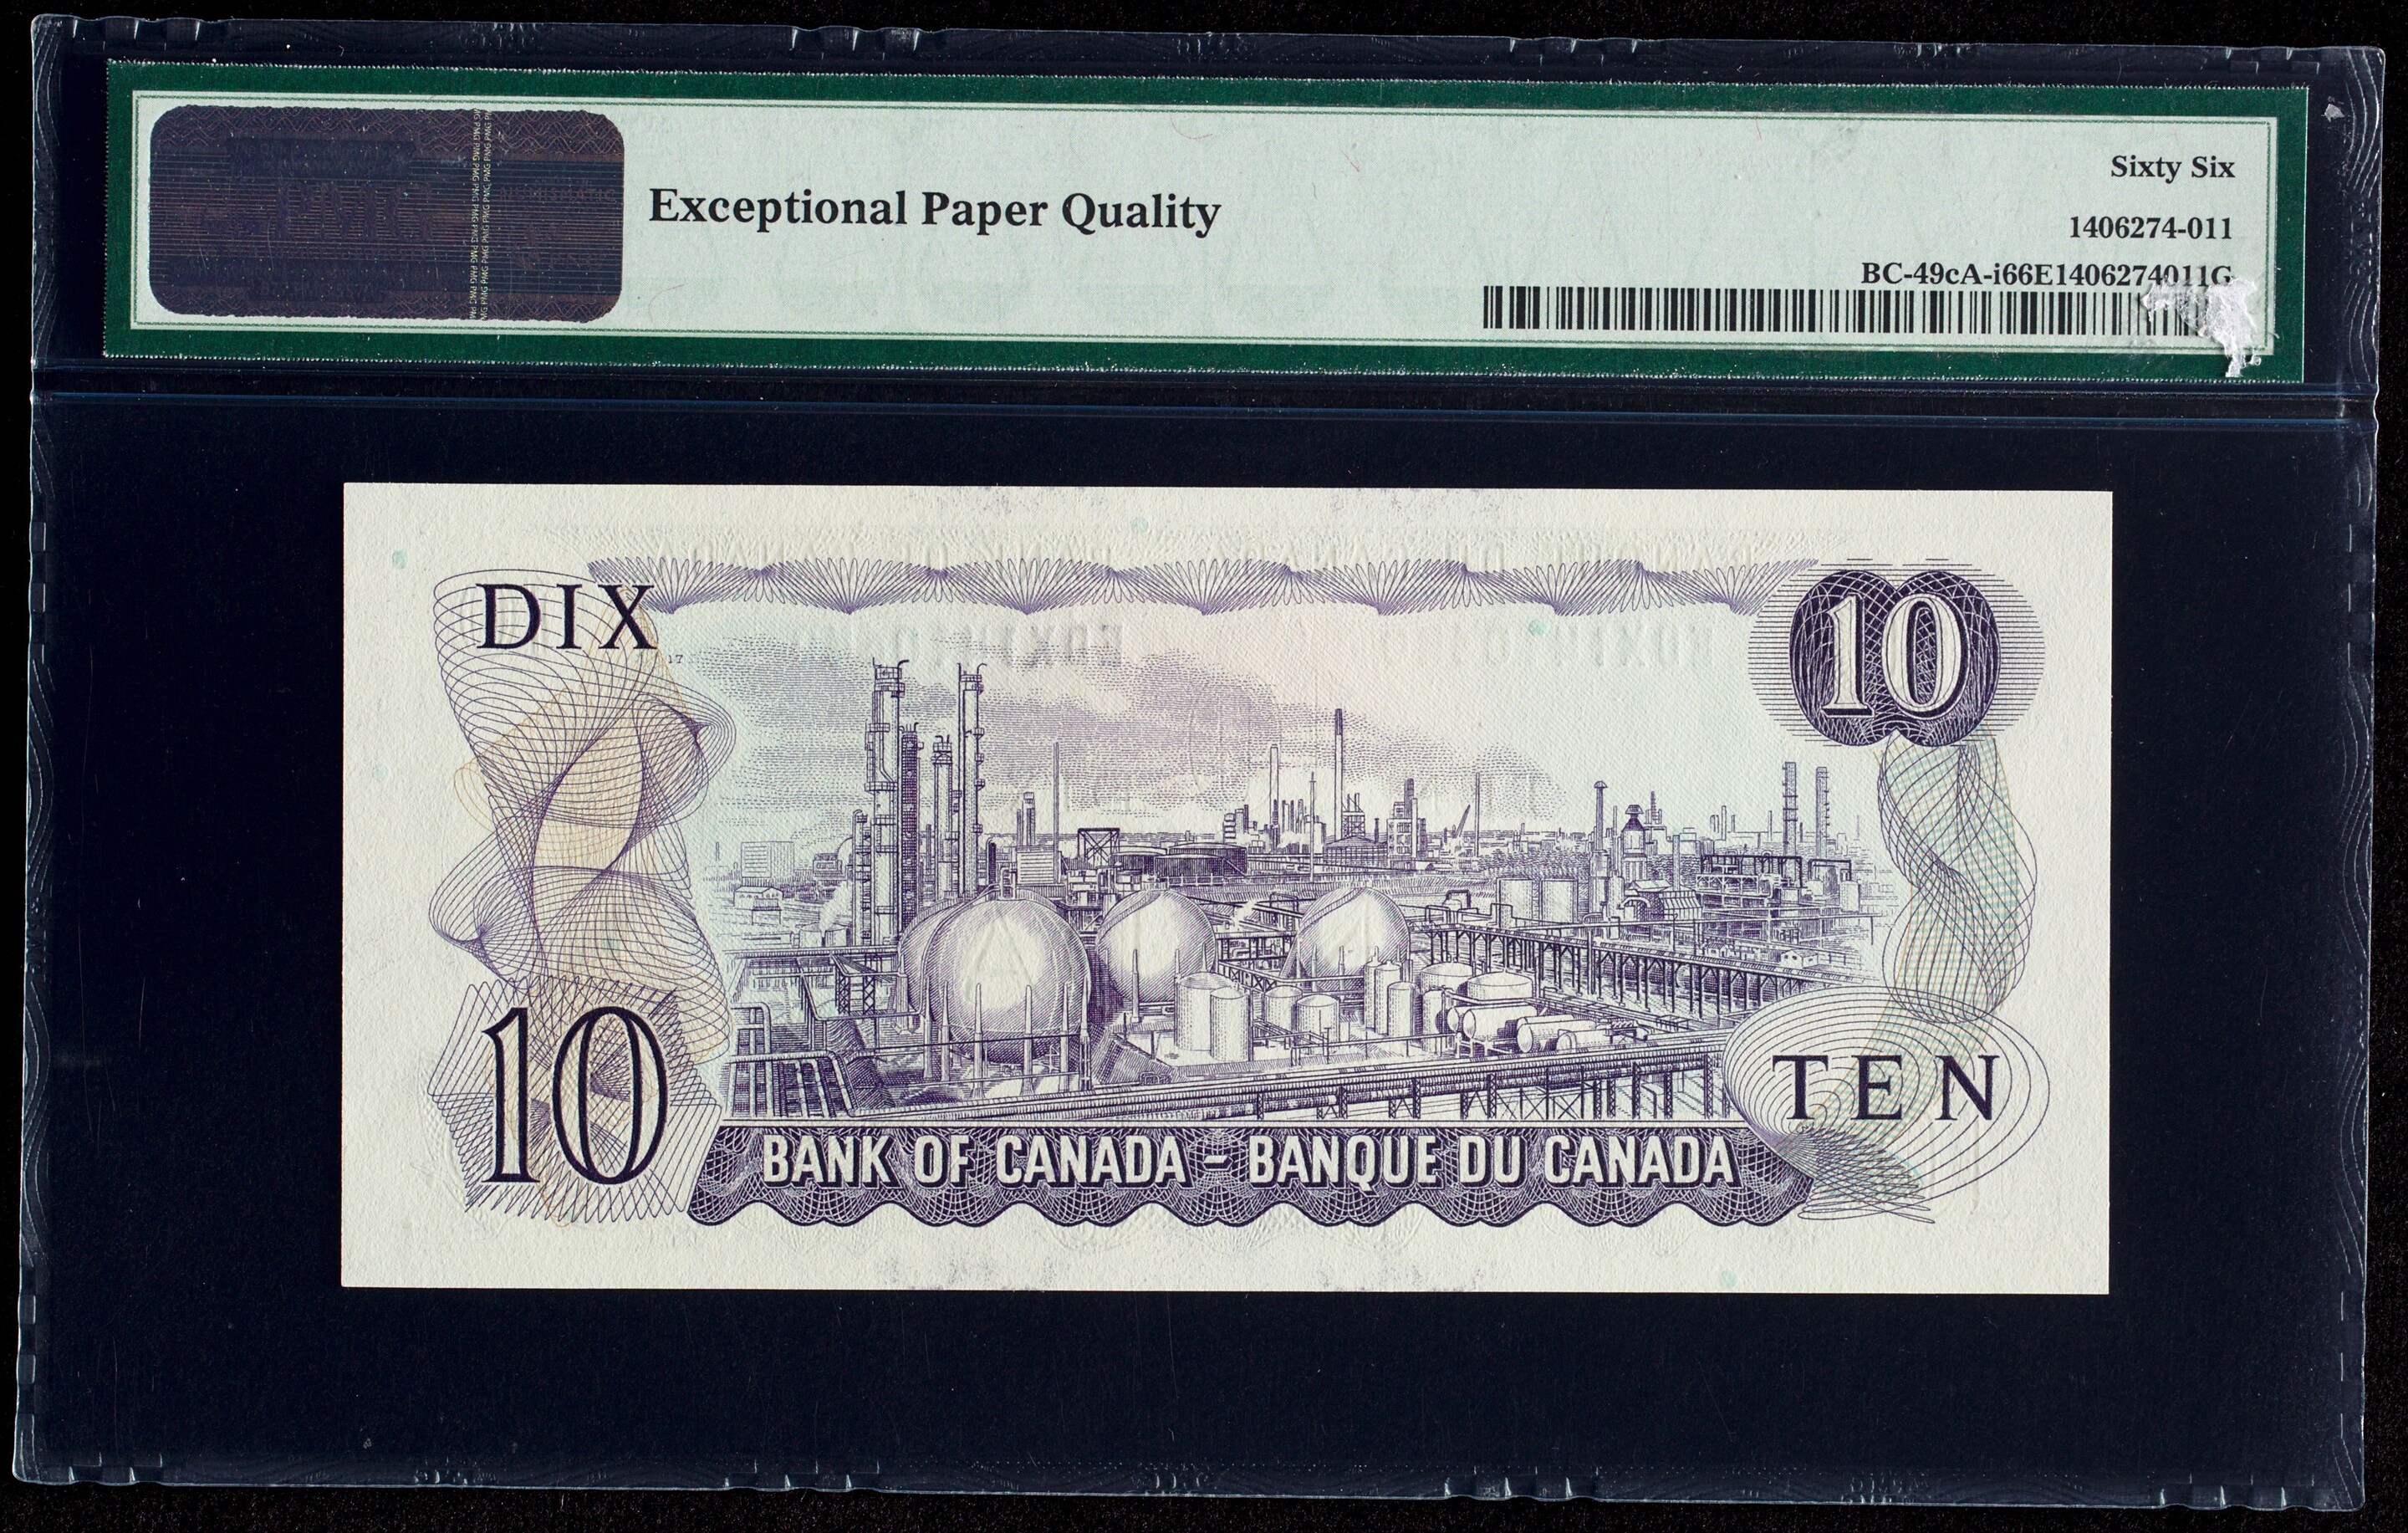 Exceptional Paper Quality
Sixty Six
1406274-011
BC-49cA-i66E1406274011G
DIX
10
17
10
TEN
BANK OF CANADA - BANQUE DU CANADA